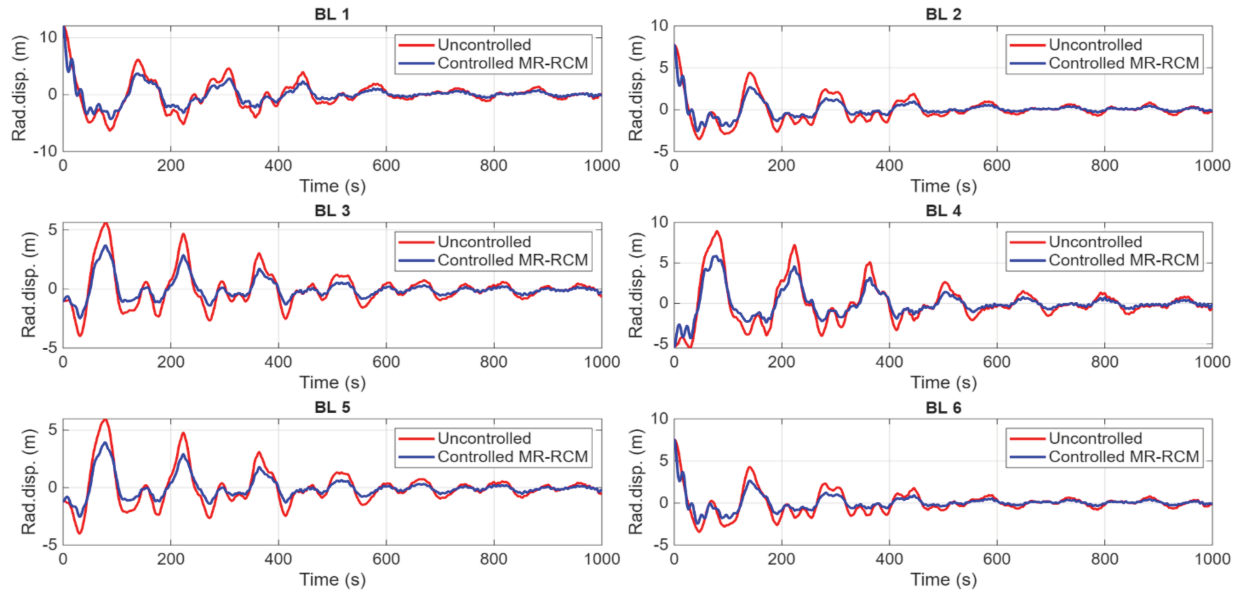 BL 1
Rad.disp. (m)
10
0
-10
Uncontrolled
Controlled MR-RCM
0 200 400 600 800 1000
Time (s)
BL 2
Rad.disp. (m)
10
5
0
-5
Uncontrolled
Controlled MR-RCM
0 200 400 600 800 1000
Time (s)
BL 3
Rad.disp. (m)
5
0
-5
Uncontrolled
Controlled MR-RCM
0 200 400 600 800 1000
Time (s)
BL 4
Rad.disp. (m)
10
5
0
-5
Uncontrolled
Controlled MR-RCM
0 200 400 600 800 1000
Time (s)
BL 5
Rad.disp. (m)
5
0
-5
Uncontrolled
Controlled MR-RCM
0 200 400 600 800 1000
Time (s)
BL 6
Rad.disp. (m)
10
5
0
-5
Uncontrolled
Controlled MR-RCM
0 200 400 600 800 1000
Time (s)